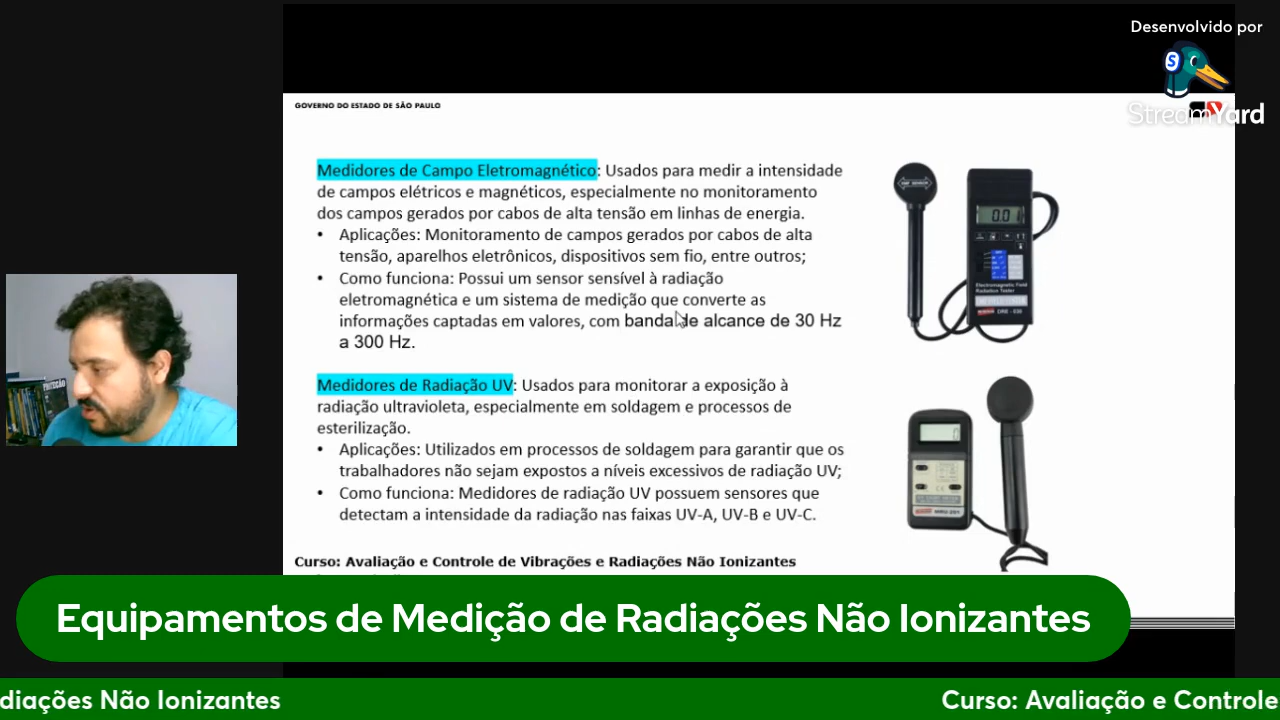 Desenvolvido por
StreamYard
GOVERNO DO ESTADO DE SÃO PAULO
Medidores de Campo Eletromagnético: Usados para medir a intensidade
de campos elétricos e magnéticos, especialmente no monitoramento
dos campos gerados por cabos de alta tensão em linhas de energia.
• Aplicações: Monitoramento de campos gerados por cabos de alta
tensão, aparelhos eletrônicos, dispositivos sem fio, entre outros;
• Como funciona: Possui um sensor sensível à radiação
eletromagnética e um sistema de medição que converte as
informações captadas em valores, com banda de alcance de 30 Hz
a 300 Hz.
0.01
Electromagnetic Field
Radiation Tester
Medidores de Radiação UV: Usados para monitorar a exposição à
radiação ultravioleta, especialmente em soldagem e processos de
esterilização.
• Aplicações: Utilizados em processos de soldagem para garantir que os
trabalhadores não sejam expostos a níveis excessivos de radiação UV;
• Como funciona: Medidores de radiação UV possuem sensores que
detectam a intensidade da radiação nas faixas UV-A, UV-B e UV-C.
PROTEÇÃO
Curso: Avaliação e Controle de Vibrações e Radiações Não Ionizantes
Equipamentos de Medição de Radiações Não Ionizantes
diações Não Ionizantes
Curso: Avaliação e Controle